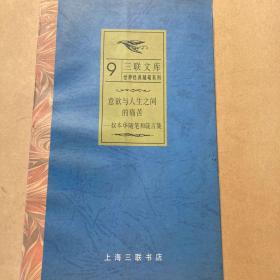 9 三联文库
世界经典随笔系列
意欲与人生之间
的痛苦
—叔本华随笔和箴言集
上海三联书店